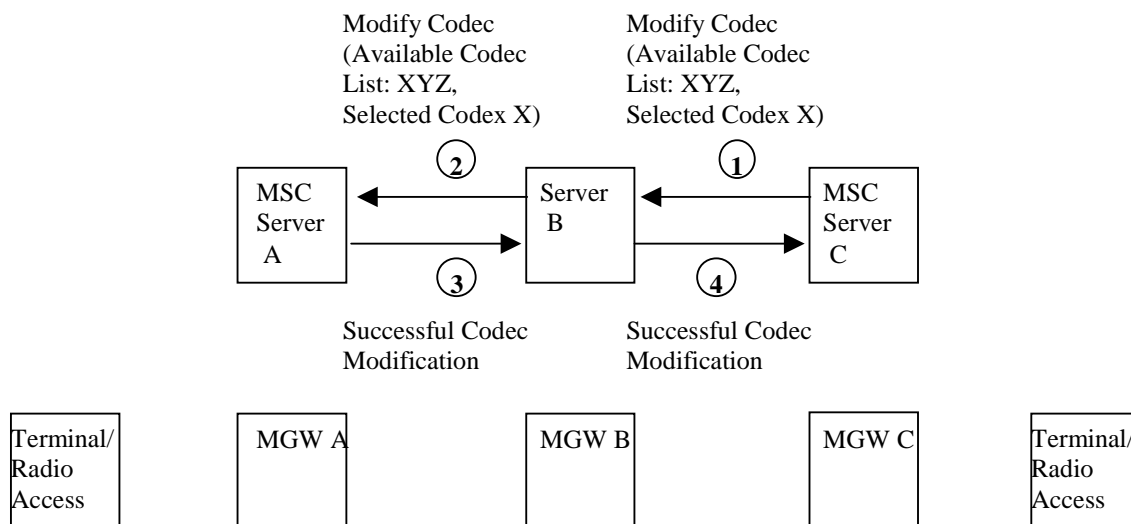 Modify Codec
(Available Codec
List: XYZ,
Selected Codex X)
Modify Codec
(Available Codec
List: XYZ,
Selected Codex X)
2
1
MSC
Server
A
Server
B
MSC
Server
C
3
4
Successful Codec
Modification
Successful Codec
Modification
Terminal/
Radio
Access
MGW A
MGW B
MGW C
Terminal/
Radio
Access